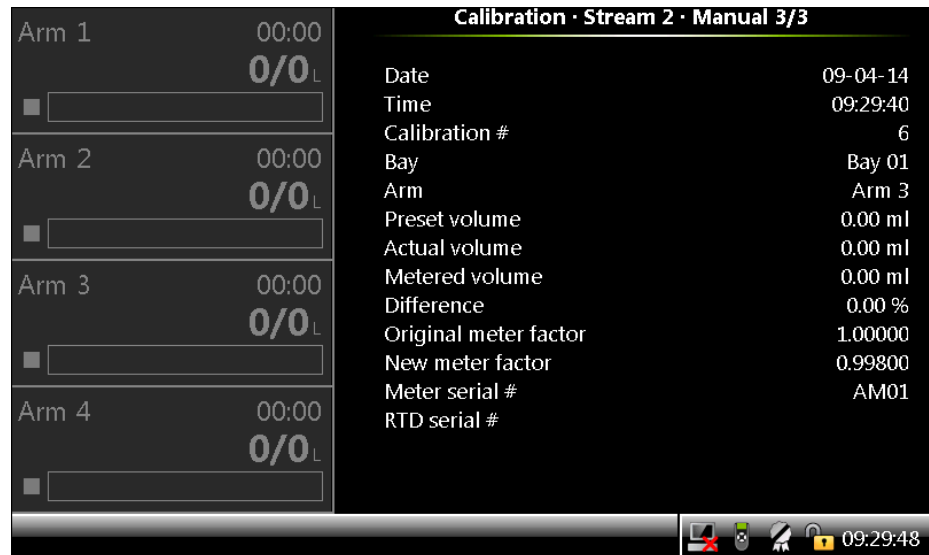 Arm 1 00:00
0/0 L
Arm 2 00:00
0/0 L
Arm 3 00:00
0/0 L
Arm 4 00:00
0/0 L
Calibration · Stream 2 · Manual 3/3
Date 09-04-14
Time 09:29:40
Calibration # 6
Bay Bay 01
Arm Arm 3
Preset volume 0.00 ml
Actual volume 0.00 ml
Metered volume 0.00 ml
Difference 0.00 %
Original meter factor 1.00000
New meter factor 0.99800
Meter serial # AM01
RTD serial #
09:29:48